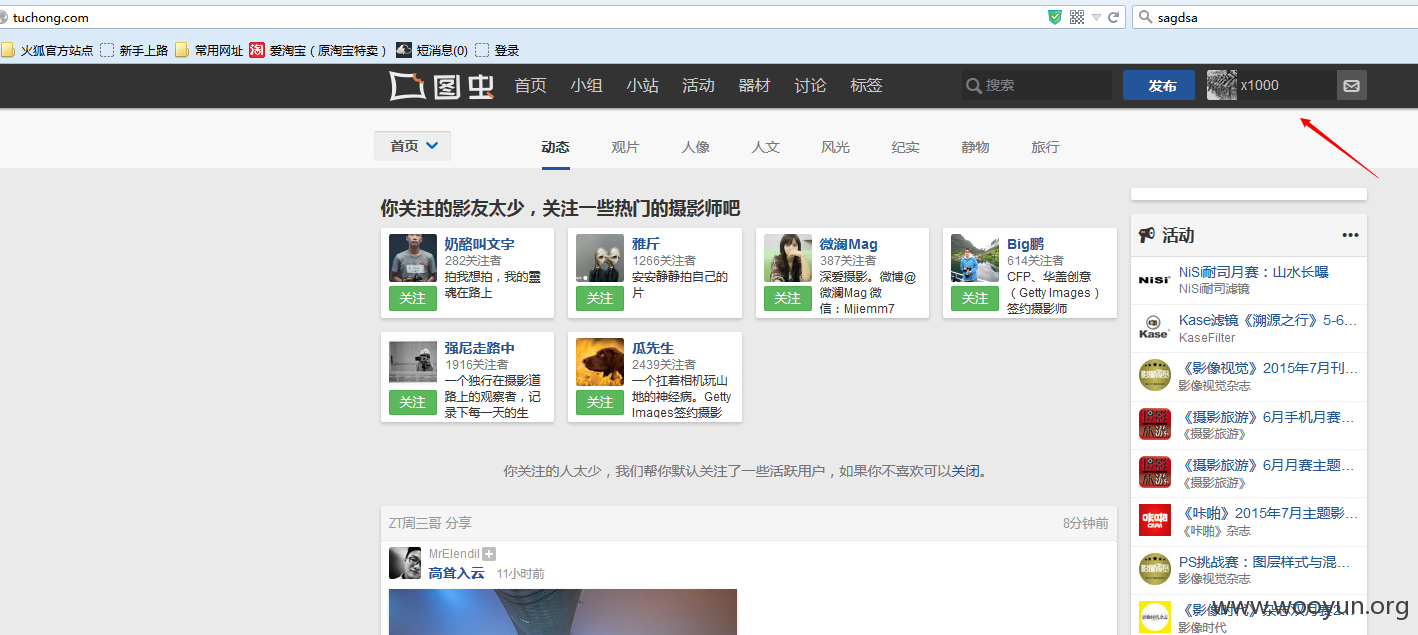 tuchong.com
sagdsa
火狐官方站点 新手上路 常用网址 爱淘宝（原淘宝特卖） 短消息(0) 登录
图虫 首页 小组 小站 活动 器材 讨论 标签 搜索 发布 x1000
首页 动态 观片 人像 人文 风光 纪实 静物 旅行
你关注的影友太少，关注一些热门的摄影师吧
奶酪叫文字
282关注者
拍我想拍，我的靈
魂在路上
关注
雅斤
1266关注者
安安静静拍自己的
片
关注
微澜Mag
387关注者
深爱摄影。微博@
微澜Mag 微
信：Mjiemm7
关注
Big鹏
614关注者
CFP、华盖创意
（Getty Images）
签约摄影师
关注
强尼走路中
1916关注者
一个独行在摄影道
路上的观察者，记
录下每一天的生
关注
瓜先生
2439关注者
一个扛着相机玩山
地的神经病。Getty
Images签约摄影
关注
你关注的人太少，我们帮你默认关注了一些活跃用户，如果你不喜欢可以关闭。
ZT周三哥 分享 8分钟前
MrElendil
高耸入云 11小时前
活动
NiSi
NiSi耐司月赛：山水长曝
NiSi耐司滤镜
Kase
Kase滤镜《溯源之行》5-6...
KaseFilter
《影像视觉》2015年7月刊...
影像视觉杂志
《摄影旅游》6月手机月赛...
《摄影旅游》
《摄影旅游》6月月赛主题...
《摄影旅游》
《咔啪》2015年7月主题影...
《咔啪》杂志
PS挑战赛：图层样式与混...
影像视觉杂志
《影像时代》杂志双月赛2...
影像时代
www.wooyun.org